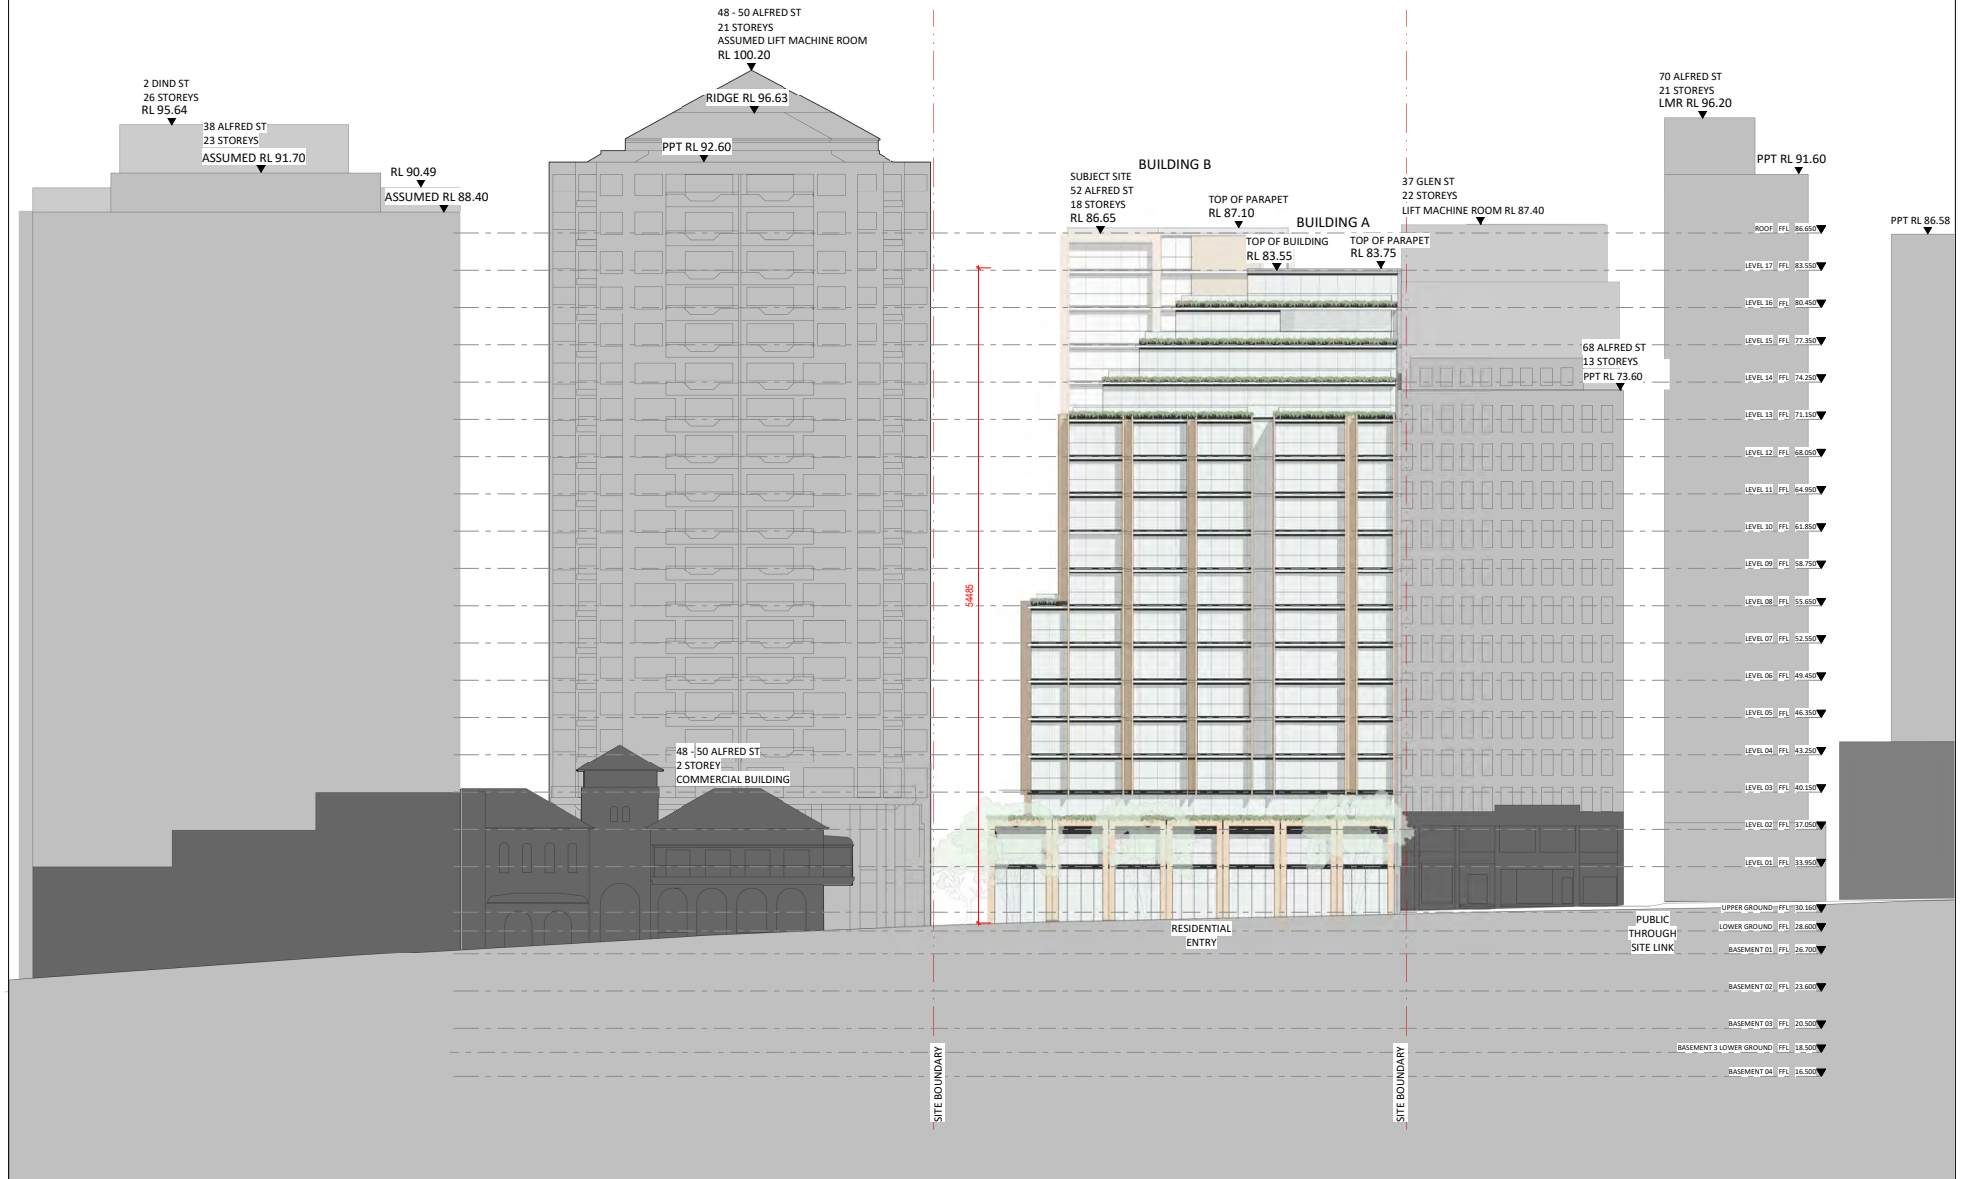 48 - 50 ALFRED ST
21 STOREYS
ASSUMED LIFT MACHINE ROOM
RL 100.20
RIDGE RL 96.63
PPT RL 92.60
2 DIND ST
26 STOREYS
RL 95.64
38 ALFRED ST
23 STOREYS
ASSUMED RL 91.70
RL 90.49
ASSUMED RL 88.40
BUILDING B
SUBJECT SITE
52 ALFRED ST
18 STOREYS
RL 86.65
TOP OF PARAPET
RL 87.10
BUILDING A
TOP OF BUILDING
RL 83.55
TOP OF PARAPET
RL 83.75
37 GLEN ST
22 STOREYS
LIFT MACHINE ROOM RL 87.40
70 ALFRED ST
21 STOREYS
LMR RL 96.20
PPT RL 91.60
PPT RL 86.58
68 ALFRED ST
13 STOREYS
PPT RL 73.60
ROOF FFL 86.650
LEVEL 17 FFL 83.550
LEVEL 16 FFL 80.450
LEVEL 15 FFL 77.350
LEVEL 14 FFL 74.250
LEVEL 13 FFL 71.150
LEVEL 12 FFL 68.050
LEVEL 11 FFL 64.950
LEVEL 10 FFL 61.850
LEVEL 09 FFL 58.750
LEVEL 08 FFL 55.650
LEVEL 07 FFL 52.550
LEVEL 06 FFL 49.450
LEVEL 05 FFL 46.350
LEVEL 04 FFL 43.250
LEVEL 03 FFL 40.150
LEVEL 02 FFL 37.050
LEVEL 01 FFL 33.950
UPPER GROUND FFL 30.160
LOWER GROUND FFL 28.600
BASEMENT 01 FFL 26.700
BASEMENT 02 FFL 23.600
BASEMENT 03 FFL 20.500
BASEMENT 3 LOWER GROUND FFL 18.500
BASEMENT 04 FFL 16.500
54485
48 - 50 ALFRED ST
2 STOREY
COMMERCIAL BUILDING
RESIDENTIAL
ENTRY
PUBLIC
THROUGH
SITE LINK
SITE BOUNDARY
SITE BOUNDARY